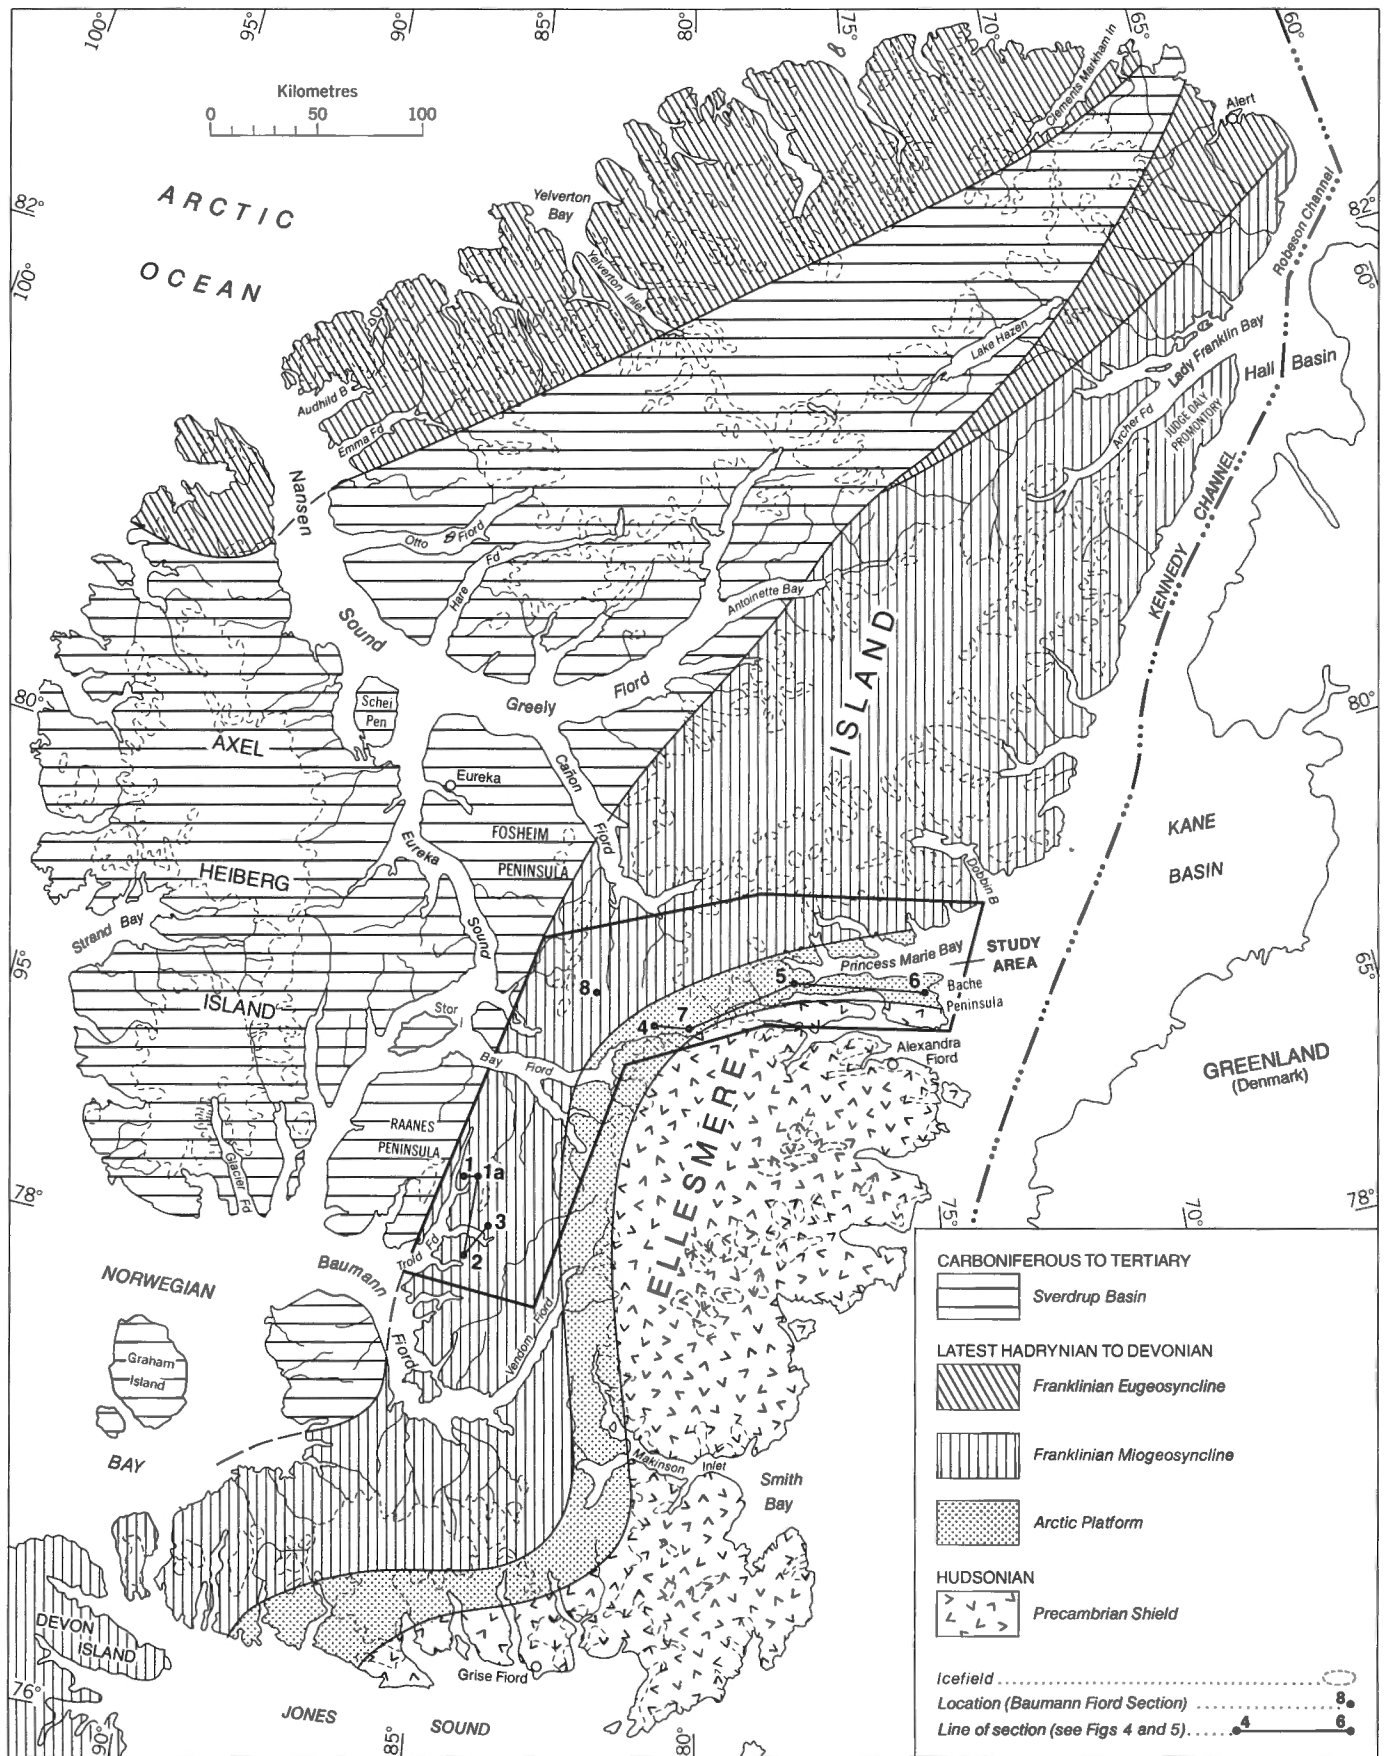 100°
95°
90°
85°
80°
75°
70°
65°
60°
Kilometres
0 50 100
Clements Markham In
Alert
ARCTIC
OCEAN
82°
82°
Yelverton
Bay
Yelverton Inlet
Robeson Channel
100°
60°
Lake Hazen
Lady Franklin Bay
Hall Basin
Audhild B
Emma Fd
Archer Fd
JUDGE DALY
PROMONTORY
Nansen
Sound
Otto Fiord
Hare Fd
KENNEDY CHANNEL
Antoinette Bay
ISLAND
Greely Fiord
80°
80°
Schei
Pen
AXEL
Eureka
Cañon
Fiord
KANE
BASIN
FOSHEIM
PENINSULA
Eureka
Sound
HEIBERG
Dobbin B
Strand Bay
Princess Marie Bay
STUDY
AREA
95°
65°
8
5
6
Bache
Peninsula
ISLAND
Stor
I
4
7
Bay Fiord
Alexandra
Fiord
GREENLAND
(Denmark)
ELLESMERE
RAANES
PENINSULA
1
1a
Glacier Fd
3
2
78°
75°
70°
78°
Trold Fd
NORWEGIAN
Baumann
Fiord
Vendom Fiord
Graham
Island
BAY
Makinson Inlet
Smith
Bay
DEVON
ISLAND
Grise Fiord
76°
JONES SOUND
90°
85°
80°
CARBONIFEROUS TO TERTIARY
Sverdrup Basin
LATEST HADRYNIAN TO DEVONIAN
Franklinian Eugeosyncline
Franklinian Miogeosyncline
Arctic Platform
HUDSONIAN
Precambrian Shield
Icefield
Location (Baumann Fiord Section) 8
Line of section (see Figs 4 and 5) 4 6